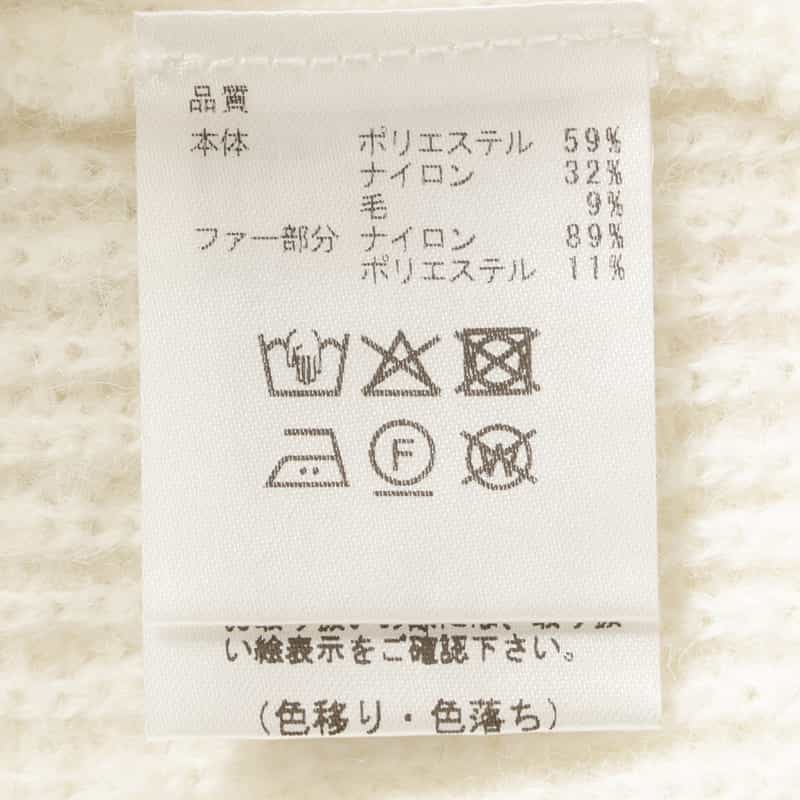 品質
本体 ポリエステル 59%
ナイロン 32%
毛 9%
ファー部分 ナイロン 89%
ポリエステル 11%
F W
い絵表示をご確認下さい。
(色移り・色落ち)